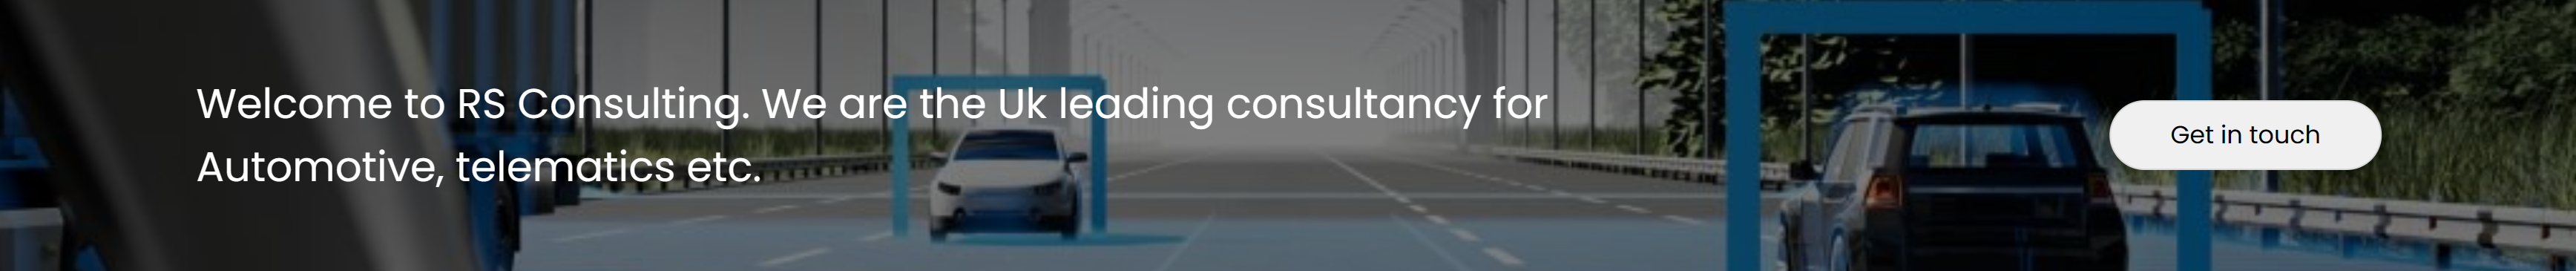 Welcome to RS Consulting. We are the Uk leading consultancy for
Automotive, telematics etc.
Get in touch